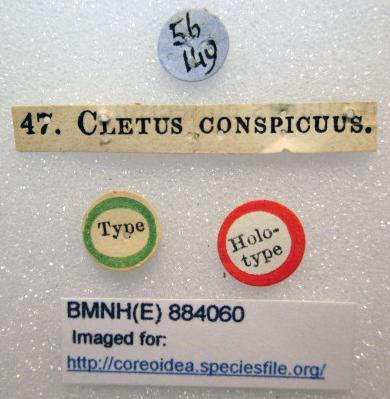 56
149
47. CLETUS CONSPICUUS.
Type
Holo-
type
BMNH(E) 884060
Imaged for:
http://coreoidea.speciesfile.org/